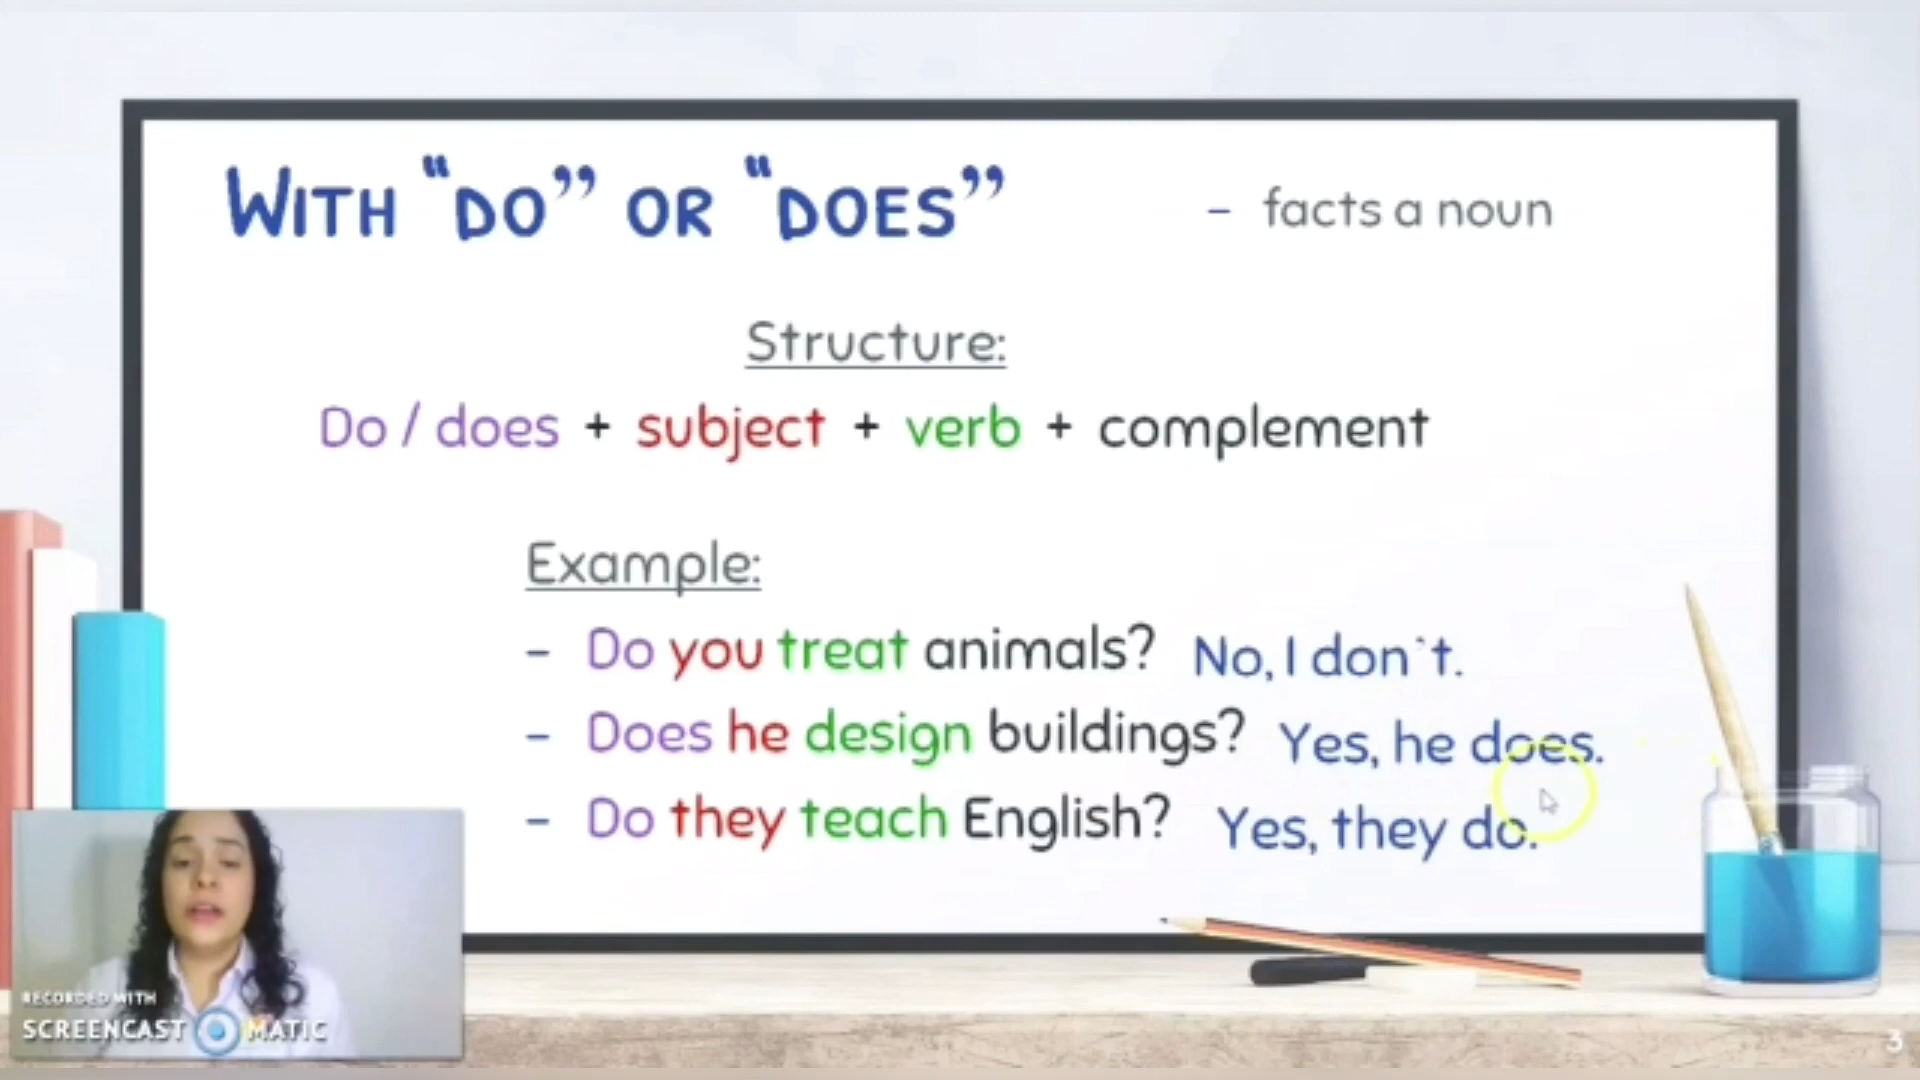 With “do” or “does”
- facts a noun
Structure:
Do / does + subject + verb + complement
Example:
- Do you treat animals? No, I don´t.
- Does he design buildings? Yes, he does.
- Do they teach English? Yes, they do.
RECORDED WITH
SCREENCAST MATIC
3